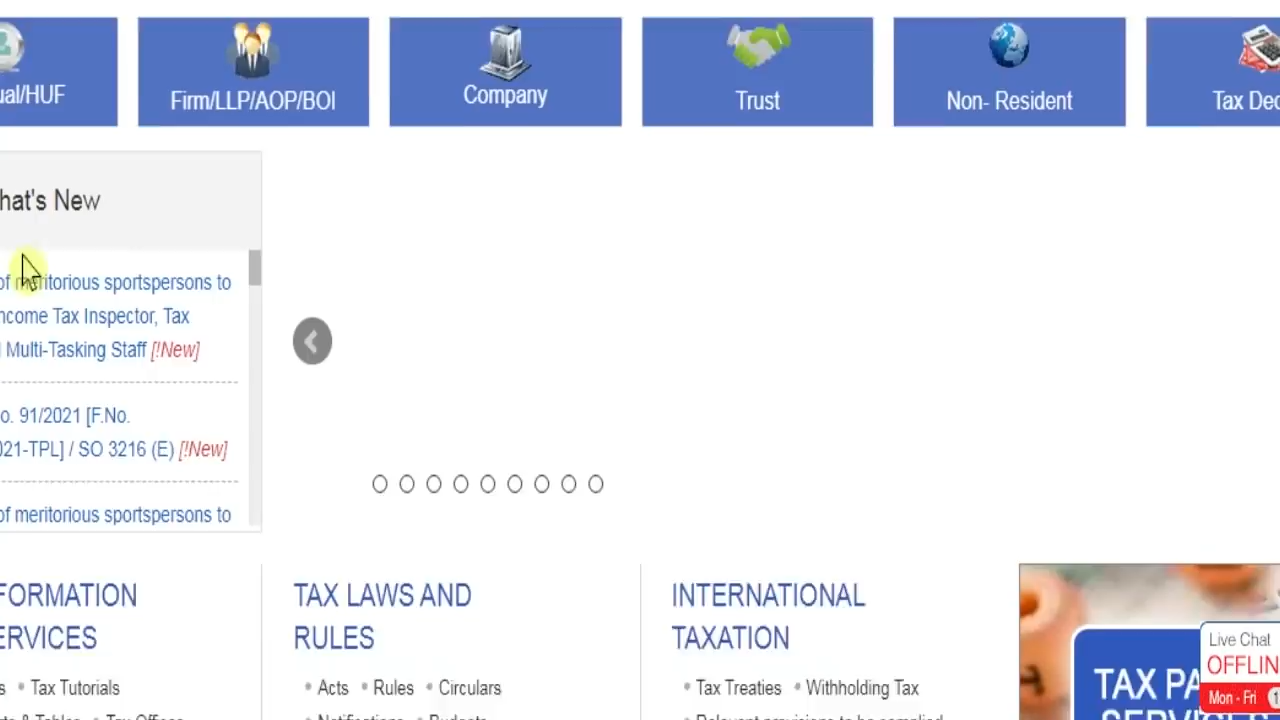 ual/HUF
Firm/LLP/AOP/BOI
Company
Trust
Non- Resident
Tax Dec
hat's New
of meritorious sportspersons to
ncome Tax Inspector, Tax
l Multi-Tasking Staff [!New]
o. 91/2021 [F.No.
021-TPL] / SO 3216 (E) [!New]
of meritorious sportspersons to
FORMATION
ERVICES
s • Tax Tutorials
TAX LAWS AND
RULES
• Acts • Rules • Circulars
INTERNATIONAL
TAXATION
• Tax Treaties • Withholding Tax
TAX PA
Live Chat
OFFLIN
Mon - Fri